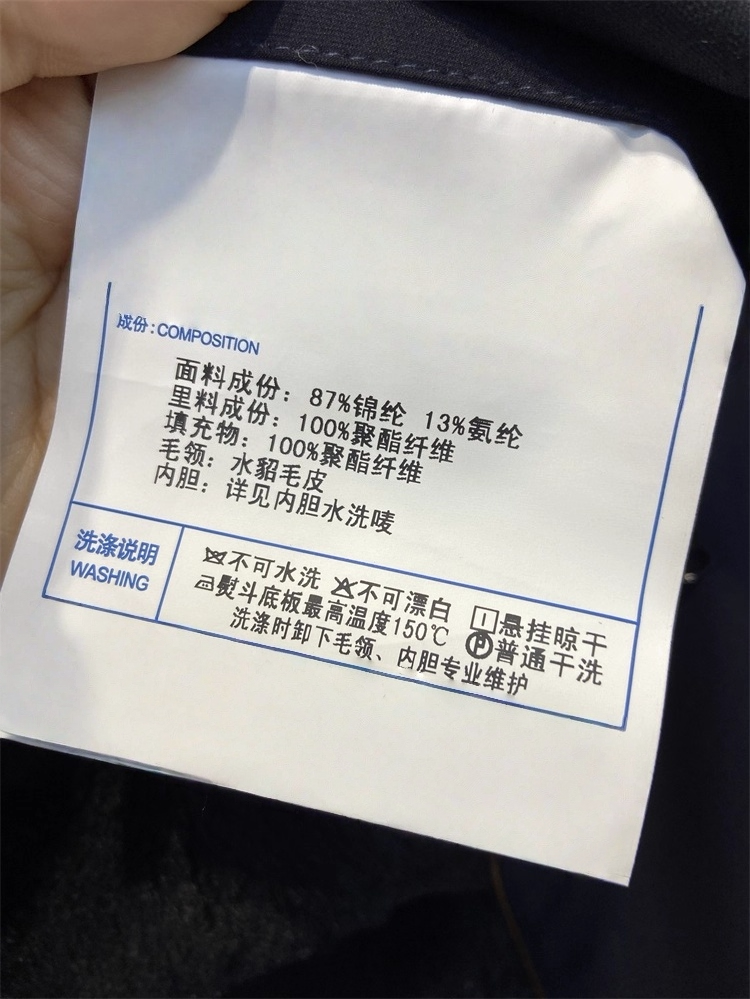 成份:COMPOSITION
面料成份: 87%锦纶 13%氨纶
里料成份: 100%聚酯纤维
填充物: 100%聚酯纤维
毛领: 水貂毛皮
内胆: 详见内胆水洗唛
洗涤说明
WASHING
不可水洗 不可漂白 悬挂晾干
熨斗底板最高温度150℃ Ⓟ普通干洗
洗涤时卸下毛领、内胆专业维护